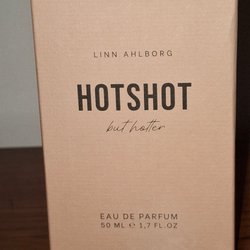 LINN AHLBORG
HOTSHOT
but hotter
EAU DE PARFUM
50 ML ℮ 1,7 FL.OZ